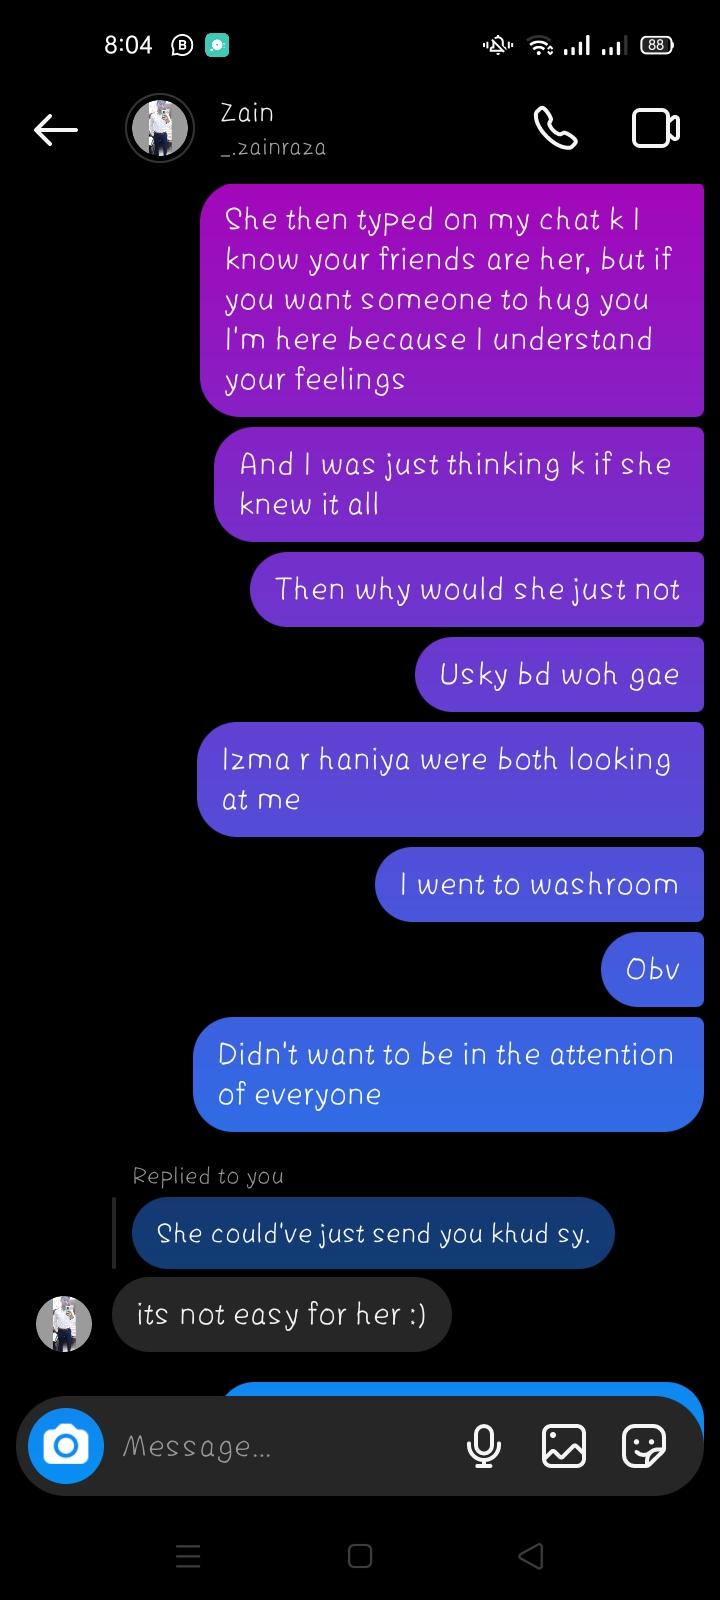 8:04
88
Zain
_.zainraza
She then typed on my chat k I
know your friends are her, but if
you want someone to hug you
I'm here because I understand
your feelings
And I was just thinking k if she
knew it all
Then why would she just not
Usky bd woh gae
Izma r haniya were both looking
at me
I went to washroom
Obv
Didn't want to be in the attention
of everyone
Replied to you
She could've just send you khud sy.
its not easy for her :)
Message...